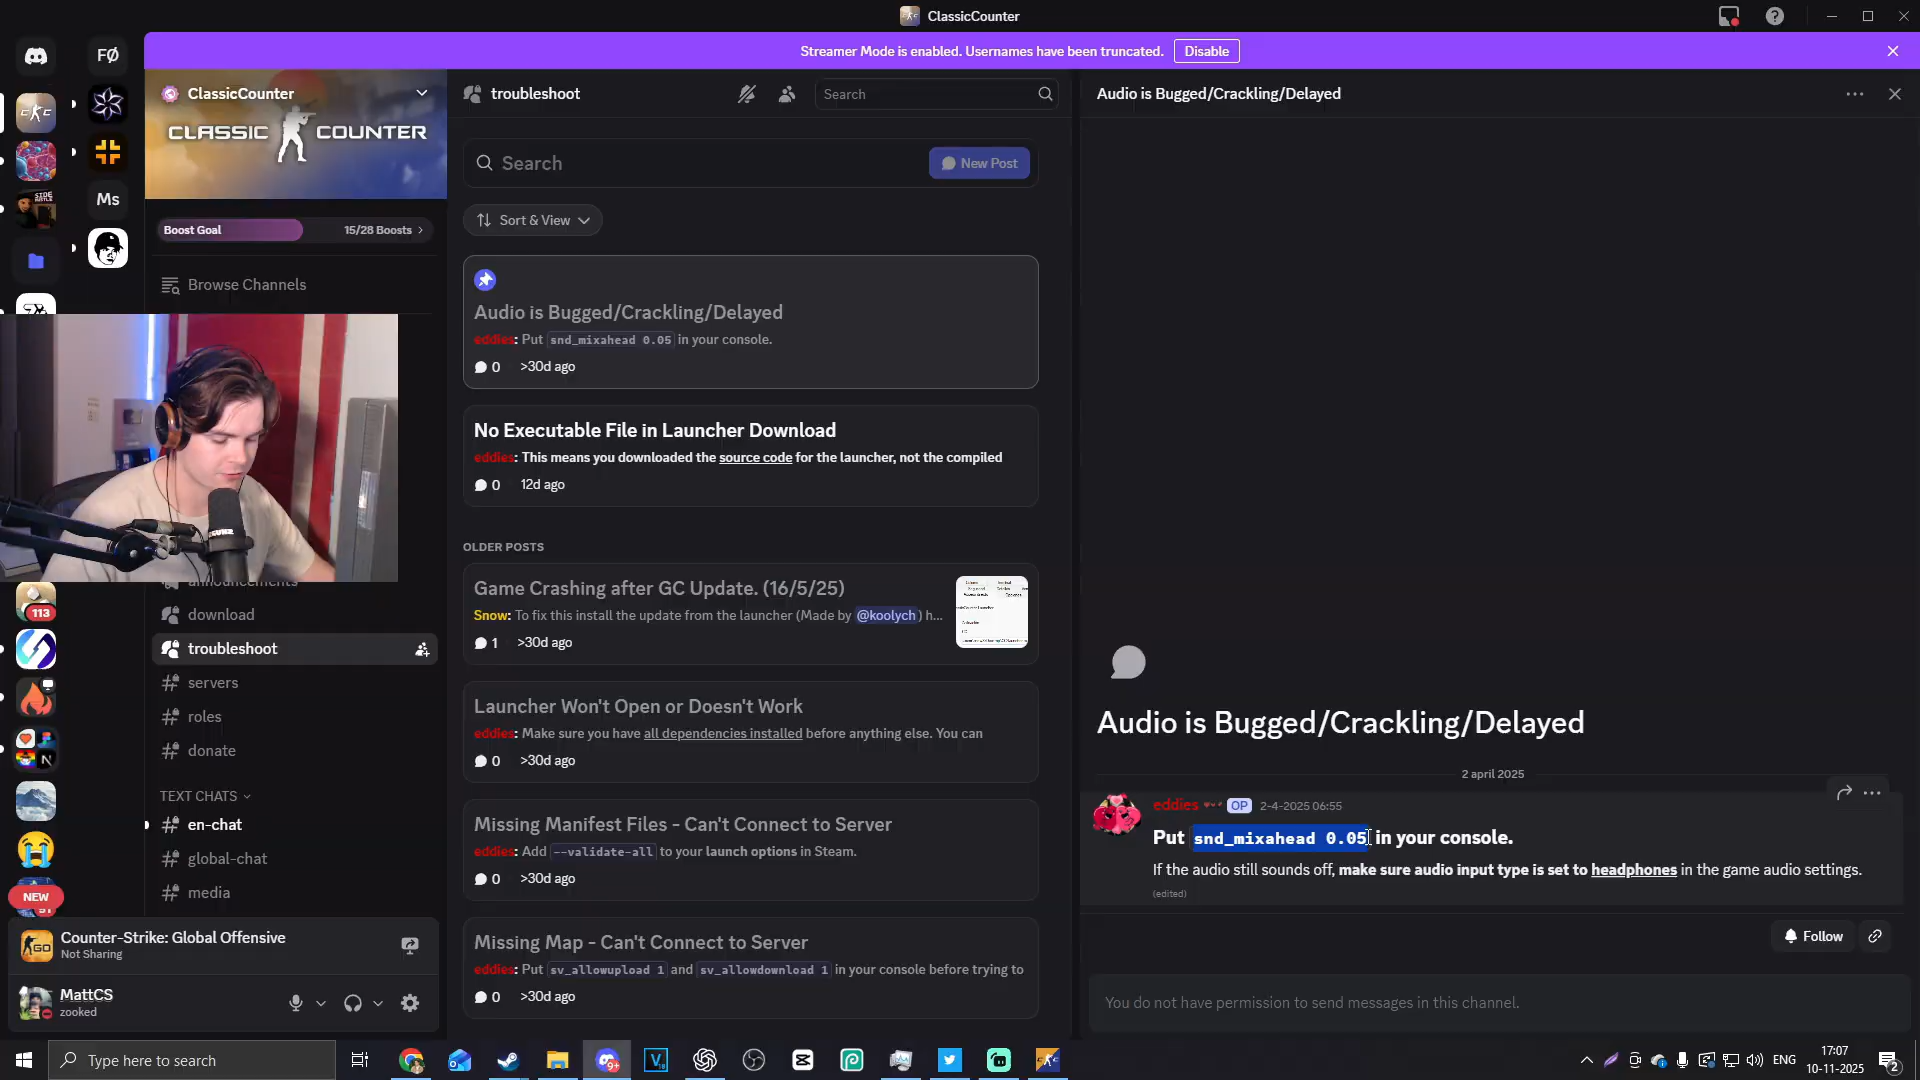 ClassicCounter
Streamer Mode is enabled. Usernames have been truncated.
Disable
FØ
ClassicCounter
CLASSIC COUNTER
Boost Goal
15/28 Boosts
Browse Channels
Ms
113
NEW
announcements
download
troubleshoot
servers
roles
donate
TEXT CHATS
en-chat
global-chat
media
Counter-Strike: Global Offensive
Not Sharing
MattCS
zooked
troubleshoot
Search
Search
New Post
Sort & View
Audio is Bugged/Crackling/Delayed
eddies: Put snd_mixahead 0.05 in your console.
0 >30d ago
No Executable File in Launcher Download
eddies: This means you downloaded the source code for the launcher, not the compiled
0 12d ago
OLDER POSTS
Game Crashing after GC Update. (16/5/25)
Snow: To fix this install the update from the launcher (Made by @koolych ) h...
1 >30d ago
Launcher Won't Open or Doesn't Work
eddies: Make sure you have all dependencies installed before anything else. You can
0 >30d ago
Missing Manifest Files - Can't Connect to Server
eddies: Add --validate-all to your launch options in Steam.
0 >30d ago
Missing Map - Can't Connect to Server
eddies: Put sv_allowupload 1 and sv_allowdownload 1 in your console before trying to
0 >30d ago
Audio is Bugged/Crackling/Delayed
Audio is Bugged/Crackling/Delayed
2 april 2025
eddies OP 2-4-2025 06:55
Put snd_mixahead 0.05 in your console.
If the audio still sounds off, make sure audio input type is set to headphones in the game audio settings.
(edited)
Follow
You do not have permission to send messages in this channel.
Type here to search
ENG
17:07
10-11-2025
2